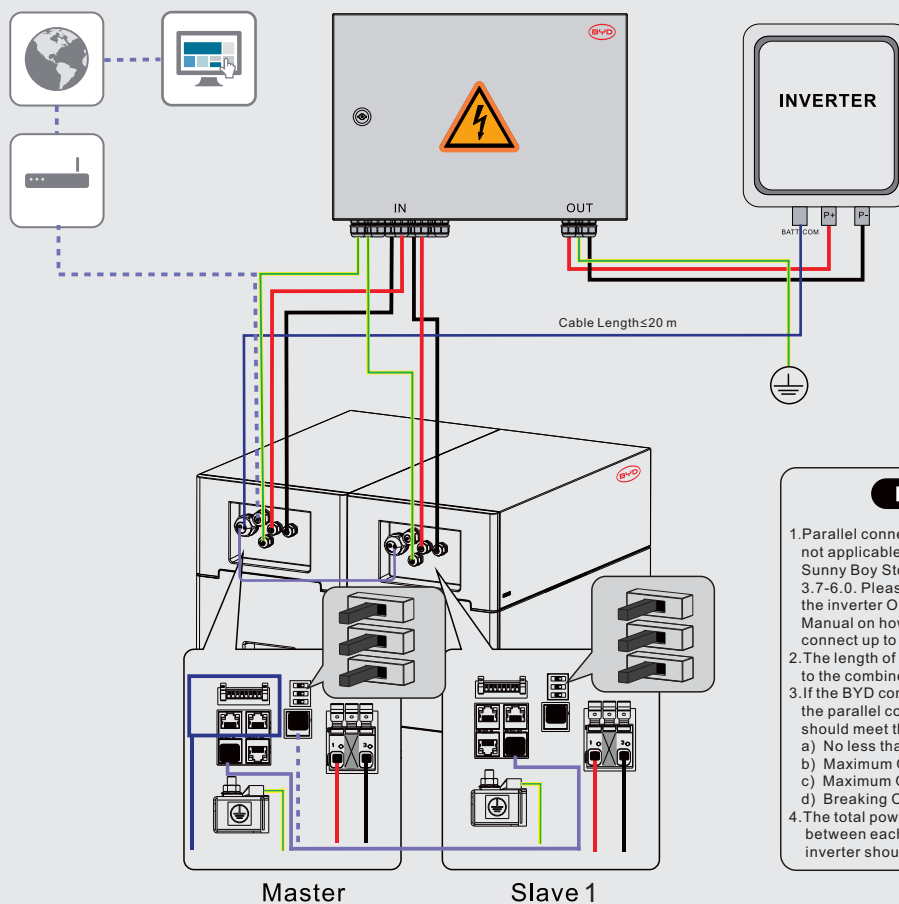 BYD
INVERTER
IN
OUT
BATT.COM
P+
P-
Cable Length≤20 m
BYD
1.Parallel conne
not applicable
Sunny Boy Sto
3.7-6.0. Pleas
the inverter O
Manual on how
connect up to
2.The length of
to the combine
3.If the BYD con
the parallel co
should meet th
a) No less tha
b) Maximum C
c) Maximum C
d) Breaking C
4.The total pow
between each
inverter shoul
Master
Slave 1